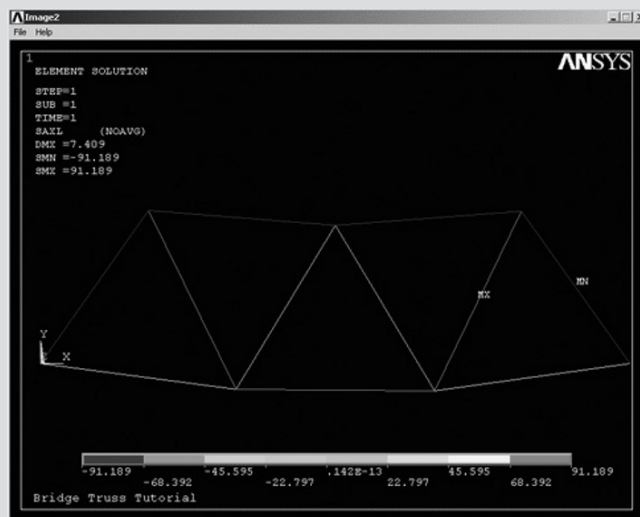 Image2
File Help
1
ANSYS
ELEMENT SOLUTION
STEP=1
SUB =1
TIME=1
SAXL (NOAVG)
DMX =7.409
SMN =-91.189
SMX =91.189
MX
MN
Y
X
-91.189 -45.595 .142E-13 45.595 91.189
-68.392 -22.797 22.797 68.392
Bridge Truss Tutorial